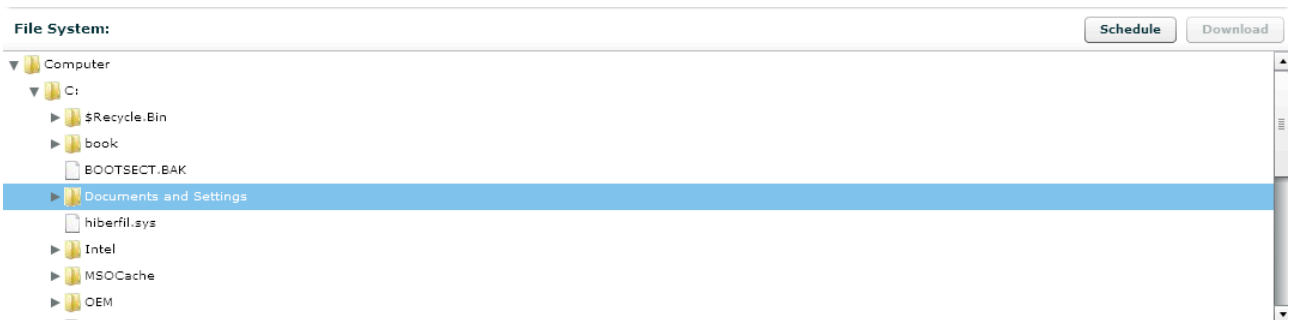 File System:
Schedule
Download
Computer
C:
$Recycle.Bin
book
BOOTSECT.BAK
Documents and Settings
hiberfil.sys
Intel
MSOCache
OEM